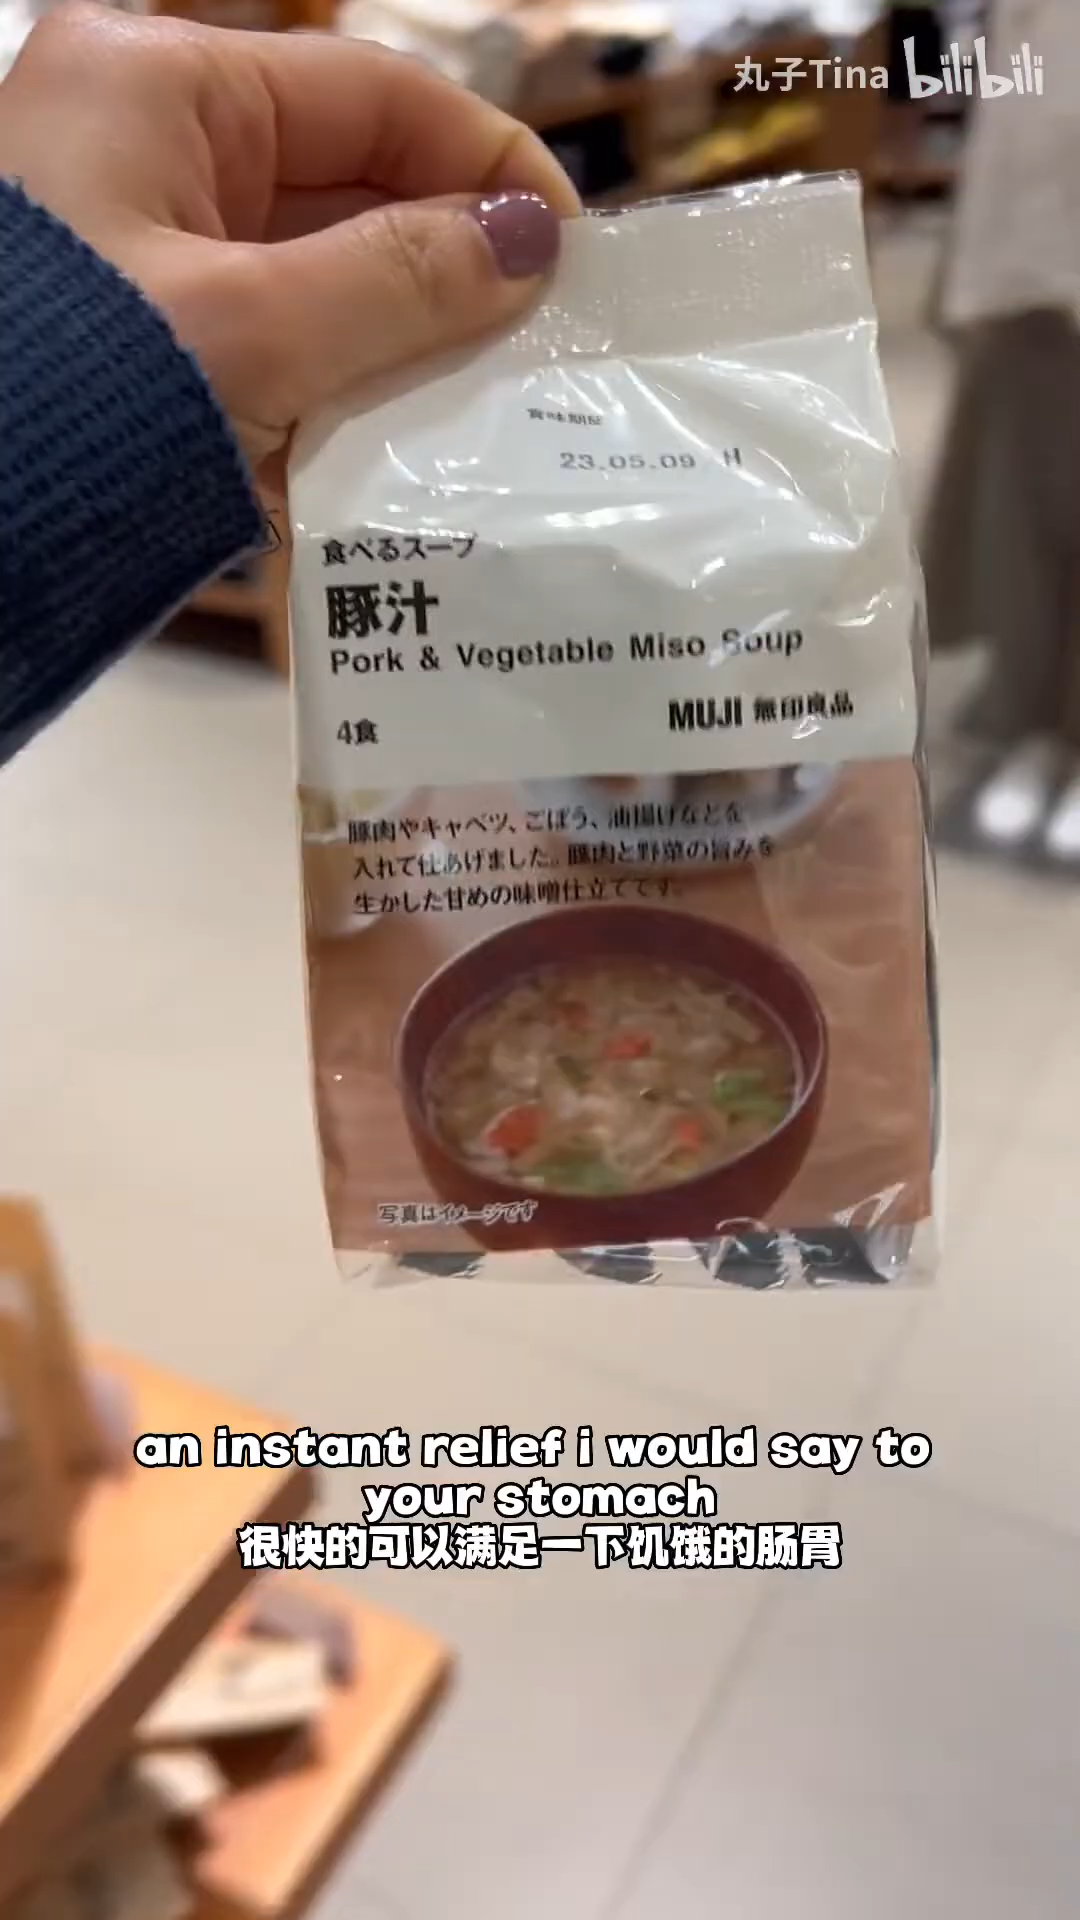 丸子Tina bilibili
賞味期限
23.05.09 H
食べるスープ
豚汁
Pork & Vegetable Miso Soup
4食
MUJI 無印良品
豚肉やキャベツ、ごぼう、油揚げなどを
入れて仕あげました。豚肉と野菜の旨みを
生かした甘めの味噌仕立てです。
写真はイメージです
an instant relief i would say to
your stomach
很快的可以满足一下饥饿的肠胃